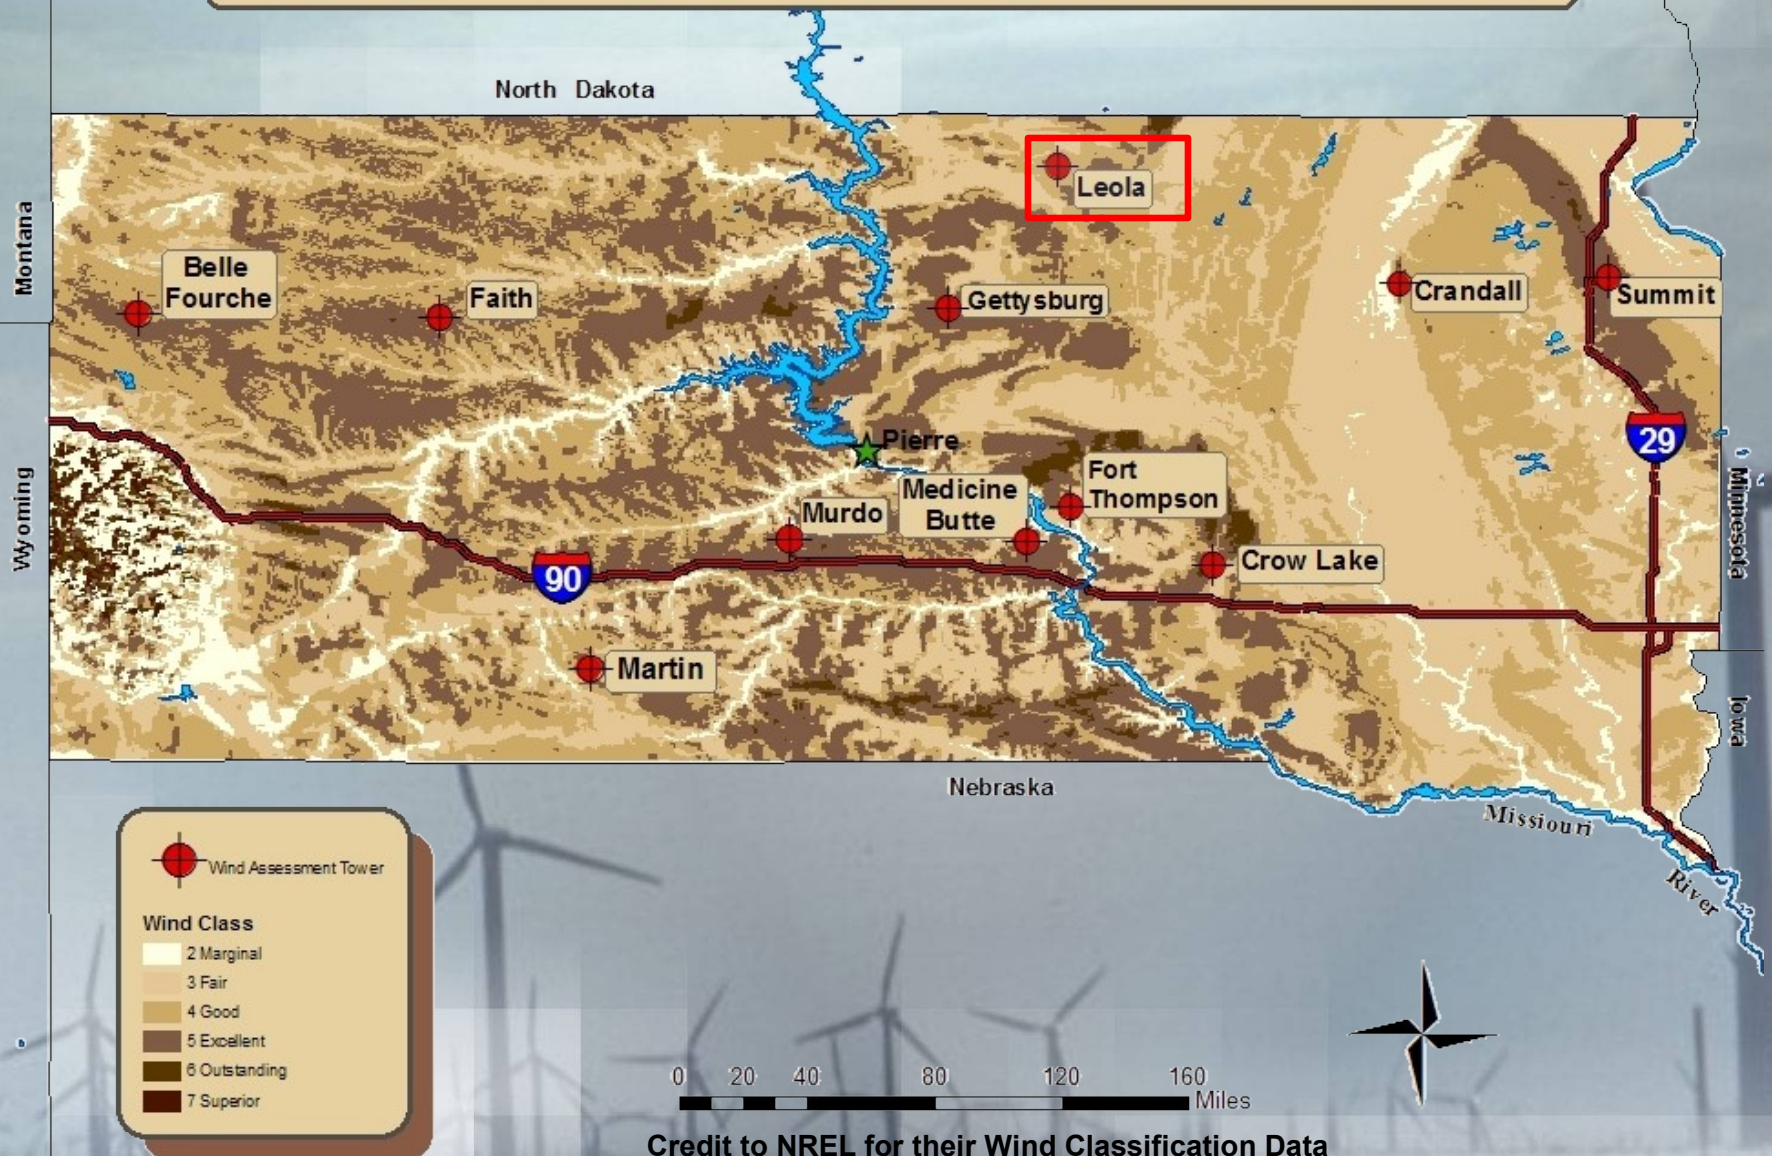 North Dakota
Montana
Leola
Belle
Fourche
Faith
Gettysburg
Crandall
Summit
Pierre
29
Wyoming
Minnesota
Medicine
Butte
Fort
Thompson
Murdo
Crow Lake
90
Martin
Iowa
Nebraska
Missiouri
River
Wind Assessment Tower
Wind Class
2 Marginal
3 Fair
4 Good
5 Excellent
6 Outstanding
7 Superior
0 20 40 80 120 160
Miles
Credit to NREL for their Wind Classification Data